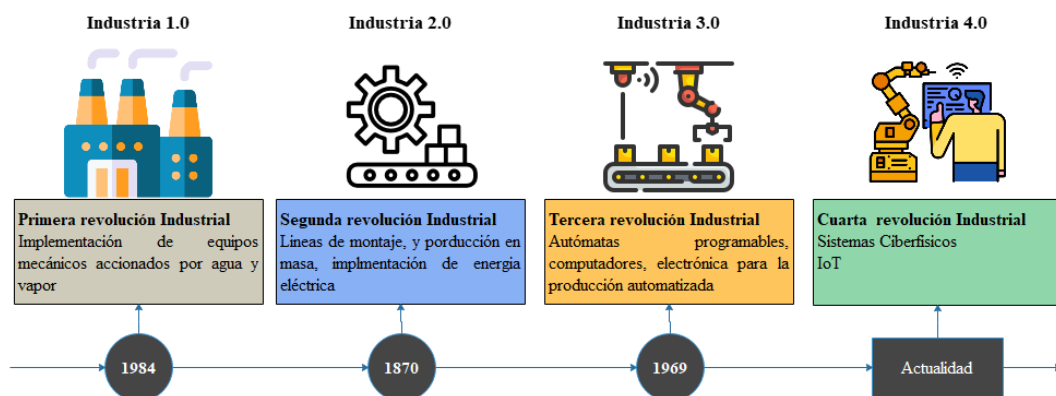 Industria 1.0
Industria 2.0
Industria 3.0
Industria 4.0
Primera revolución Industrial
Implementación de equipos
mecánicos accionados por agua y
vapor
Segunda revolución Industrial
Lineas de montaje, y porducción en
masa, implmentación de energia
eléctrica
Tercera revolución Industrial
Autómatas programables,
computadores, electrónica para la
producción automatizada
Cuarta revolución Industrial
Sistemas Ciberfísicos
IoT
1984
1870
1969
Actualidad